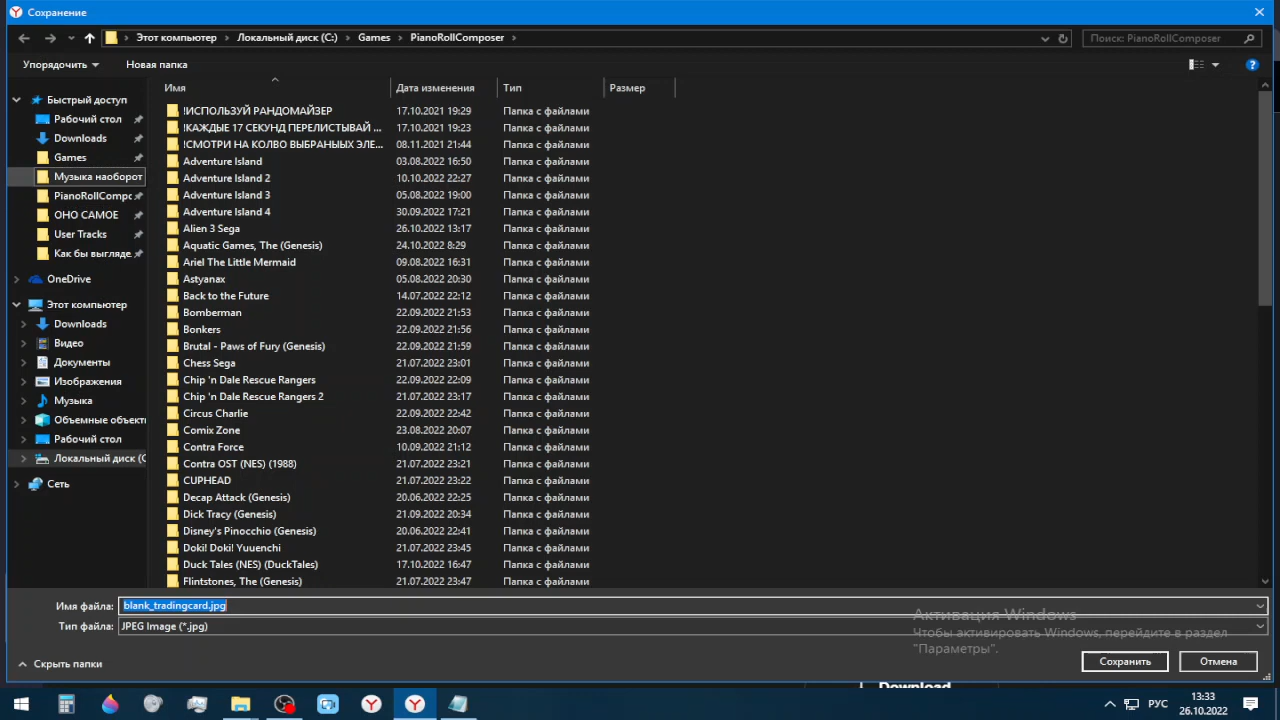 Сохранение
Этот компьютер
Локальный диск (C:)
Games
PianoRollComposer
Поиск: PianoRollComposer
Упорядочить
Новая папка
Имя
Дата изменения
Тип
Размер
Быстрый доступ
Рабочий стол
Downloads
Games
Музыка наоборот
PianoRollCompc
ОНО САМОЕ
User Tracks
Как бы выгляде.
OneDrive
Этот компьютер
Downloads
Видео
Документы
Изображения
Музыка
Объемные объект
Рабочий стол
Локальный диск (C
Сеть
!ИСПОЛЬЗУЙ РАНДОМАЙЗЕР 17.10.2021 19:29 Папка с файлами
!КАЖДЫЕ 17 СЕКУНД ПЕРЕЛИСТЫВАЙ ... 17.10.2021 19:23 Папка с файлами
!СМОТРИ НА КОЛВО ВЫБРАНЫЫХ ЭЛЕ... 08.11.2021 21:44 Папка с файлами
Adventure Island 03.08.2022 16:50 Папка с файлами
Adventure Island 2 10.10.2022 22:27 Папка с файлами
Adventure Island 3 05.08.2022 19:00 Папка с файлами
Adventure Island 4 30.09.2022 17:21 Папка с файлами
Alien 3 Sega 26.10.2022 13:17 Папка с файлами
Aquatic Games, The (Genesis) 24.10.2022 8:29 Папка с файлами
Ariel The Little Mermaid 09.08.2022 16:31 Папка с файлами
Astyanax 05.08.2022 20:30 Папка с файлами
Back to the Future 14.07.2022 22:12 Папка с файлами
Bomberman 22.09.2022 21:53 Папка с файлами
Bonkers 22.09.2022 21:56 Папка с файлами
Brutal - Paws of Fury (Genesis) 22.09.2022 21:59 Папка с файлами
Chess Sega 21.07.2022 23:01 Папка с файлами
Chip 'n Dale Rescue Rangers 22.09.2022 22:09 Папка с файлами
Chip 'n Dale Rescue Rangers 2 21.07.2022 23:17 Папка с файлами
Circus Charlie 22.09.2022 22:42 Папка с файлами
Comix Zone 23.08.2022 20:07 Папка с файлами
Contra Force 10.09.2022 21:12 Папка с файлами
Contra OST (NES) (1988) 21.07.2022 23:21 Папка с файлами
CUPHEAD 21.07.2022 23:22 Папка с файлами
Decap Attack (Genesis) 20.06.2022 22:25 Папка с файлами
Dick Tracy (Genesis) 21.09.2022 20:34 Папка с файлами
Disney's Pinocchio (Genesis) 20.06.2022 22:41 Папка с файлами
Doki! Doki! Yuuenchi 21.07.2022 23:45 Папка с файлами
Duck Tales (NES) (DuckTales) 17.10.2022 16:47 Папка с файлами
Flintstones, The (Genesis) 21.07.2022 23:47 Папка с файлами
Имя файла: blank_tradingcard.jpg
Тип файла: JPEG Image (*.jpg)
Активация Windows
Чтобы активировать Windows, перейдите в раздел
"Параметры".
Скрыть папки
Сохранить
Отмена
Download
РУС
13:33
26.10.2022